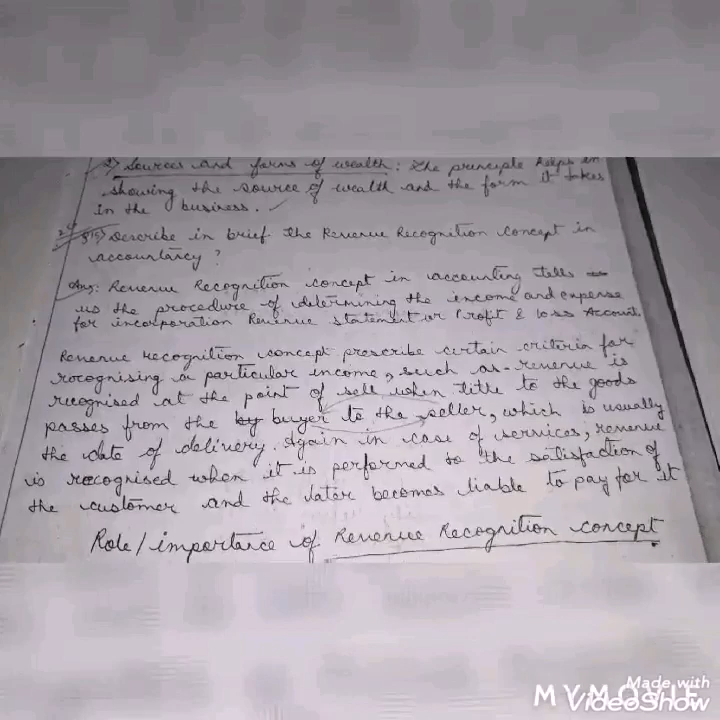 2) Sources and forms of wealth: The principle helps in
showing the source of wealth and the form it takes
in the business.
Describe in brief the Revenue Recognition concept in
accountancy?
Ans: Revenue Recognition concept in accounting tells
us the procedure of determining the income and expense
for incorporation Revenue statement or Profit & loss Account.
Revenue recognition concept prescribe certain criteria for
rocognising a particular income, such as - revenue is
recognised at the point of sell when title to the goods
passes from the by buyer to the seller, which is usually
the date of delivery. Again in case of services, revenue
is recognised when it is performed to the satisfaction of
the customer and the later becomes liable to pay for it
Role/importance of Revenue Recognition concept
Made with
MYMOVIE
VideoShow